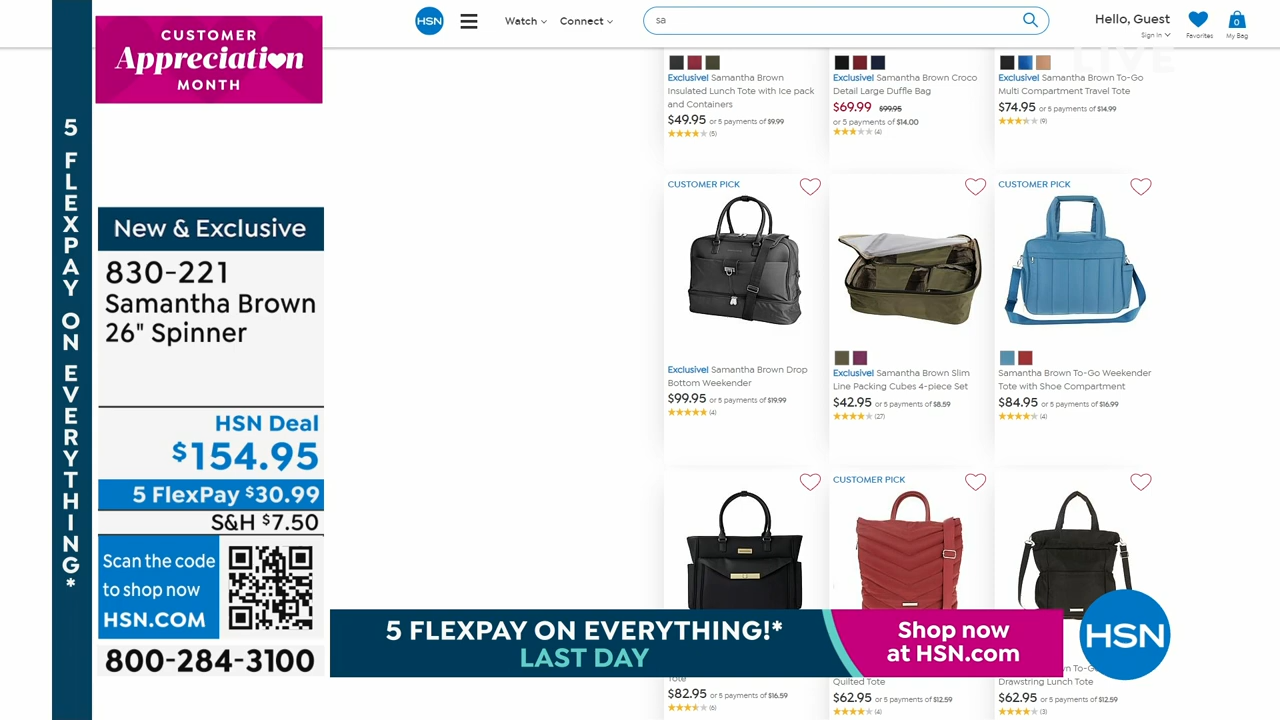 CUSTOMER
Appreciation
MONTH
5 FLEXPAY ON EVERYTHING*
New & Exclusive
830-221
Samantha Brown
26" Spinner
HSN Deal
$154.95
5 FlexPay $30.99
S&H $7.50
Scan the code
to shop now
HSN.COM
800-284-3100
HSN
Watch
Connect
sa
Hello, Guest
Sign in
Favorites
0
My Bag
LIVE
Exclusive! Samantha Brown
Insulated Lunch Tote with Ice pack
and Containers
$49.95 or 5 payments of $9.99
(5)
Exclusive! Samantha Brown Croco
Detail Large Duffle Bag
$69.99 $99.95
or 5 payments of $14.00
(4)
Exclusive! Samantha Brown To-Go
Multi Compartment Travel Tote
$74.95 or 5 payments of $14.99
(9)
CUSTOMER PICK
Exclusive! Samantha Brown Drop
Bottom Weekender
$99.95 or 5 payments of $19.99
(4)
Exclusive! Samantha Brown Slim
Line Packing Cubes 4-piece Set
$42.95 or 5 payments of $8.59
(27)
CUSTOMER PICK
Samantha Brown To-Go Weekender
Tote with Shoe Compartment
$84.95 or 5 payments of $16.99
(4)
CUSTOMER PICK
5 FLEXPAY ON EVERYTHING!*
LAST DAY
Shop now
at HSN.com
HSN
Tote
$82.95 or 5 payments of $16.59
(6)
Quilted Tote
$62.95 or 5 payments of $12.59
(4)
Drawstring Lunch Tote
$62.95 or 5 payments of $12.59
(3)